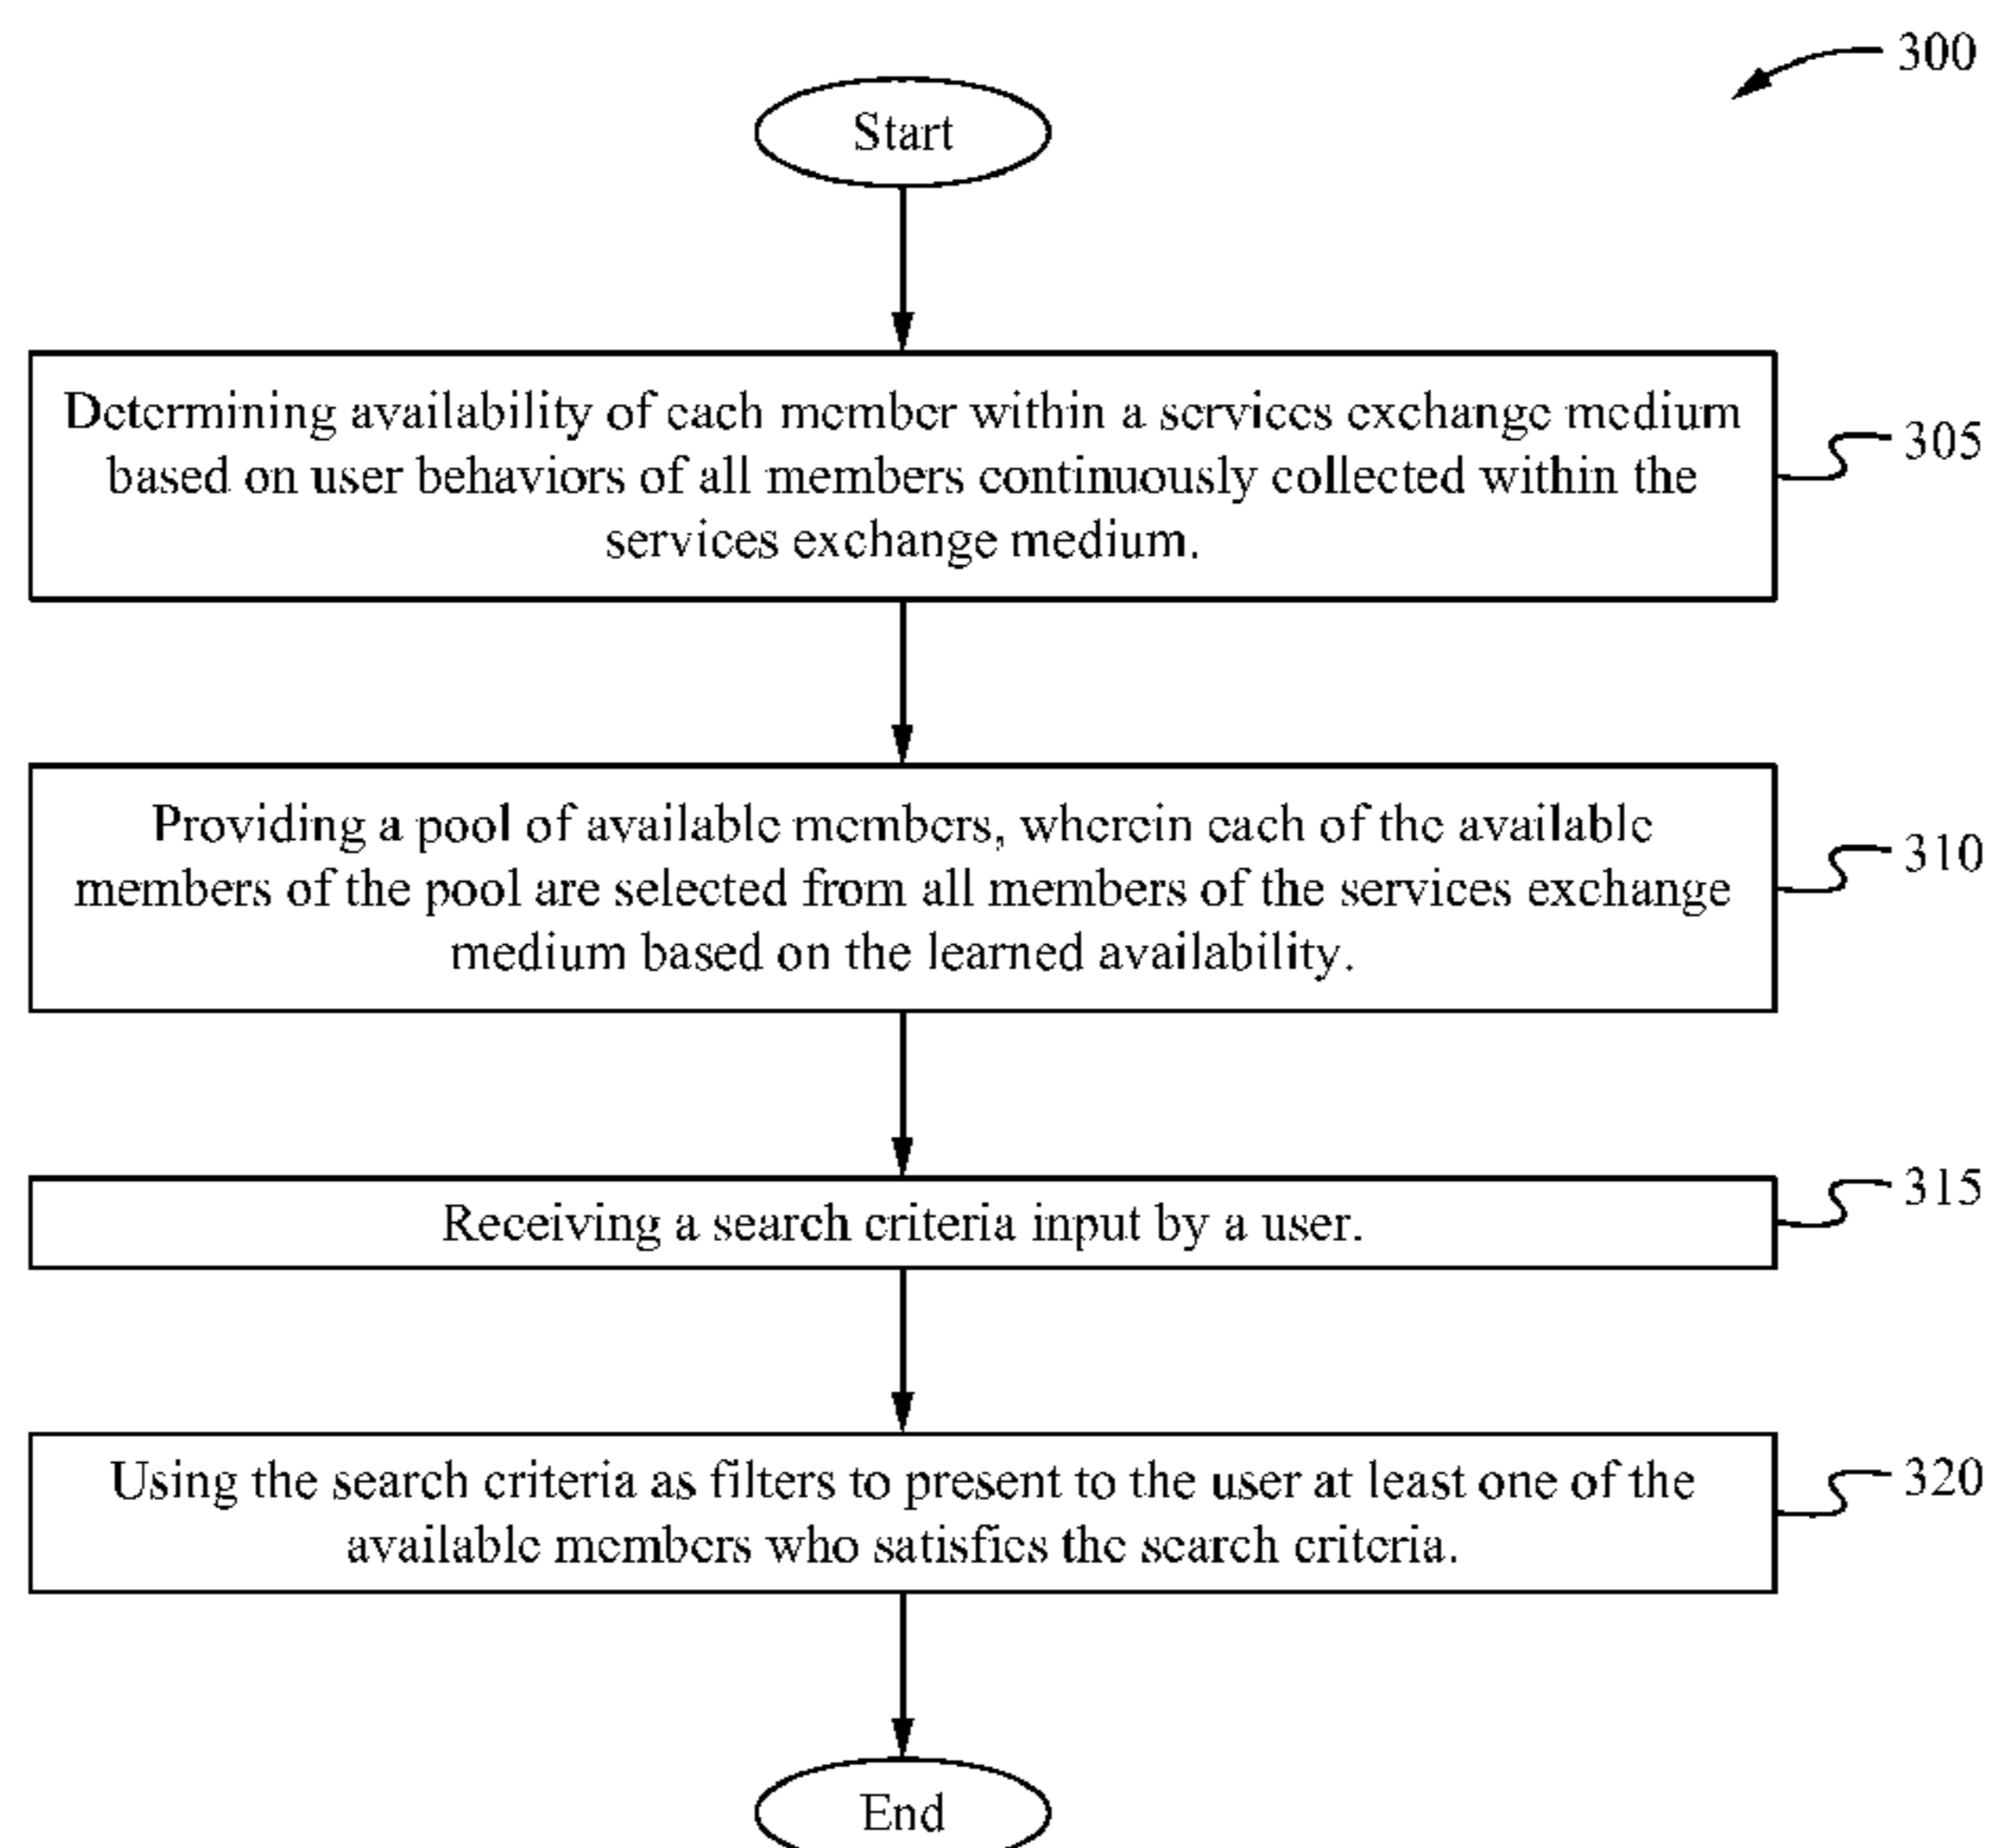 300
Start
Determining availability of each member within a services exchange medium
based on user behaviors of all members continuously collected within the
services exchange medium.
305
Providing a pool of available members, wherein each of the available
members of the pool are selected from all members of the services exchange
medium based on the learned availability.
310
Receiving a search criteria input by a user.
315
Using the search criteria as filters to present to the user at least one of the
available members who satisfies the search criteria.
320
End